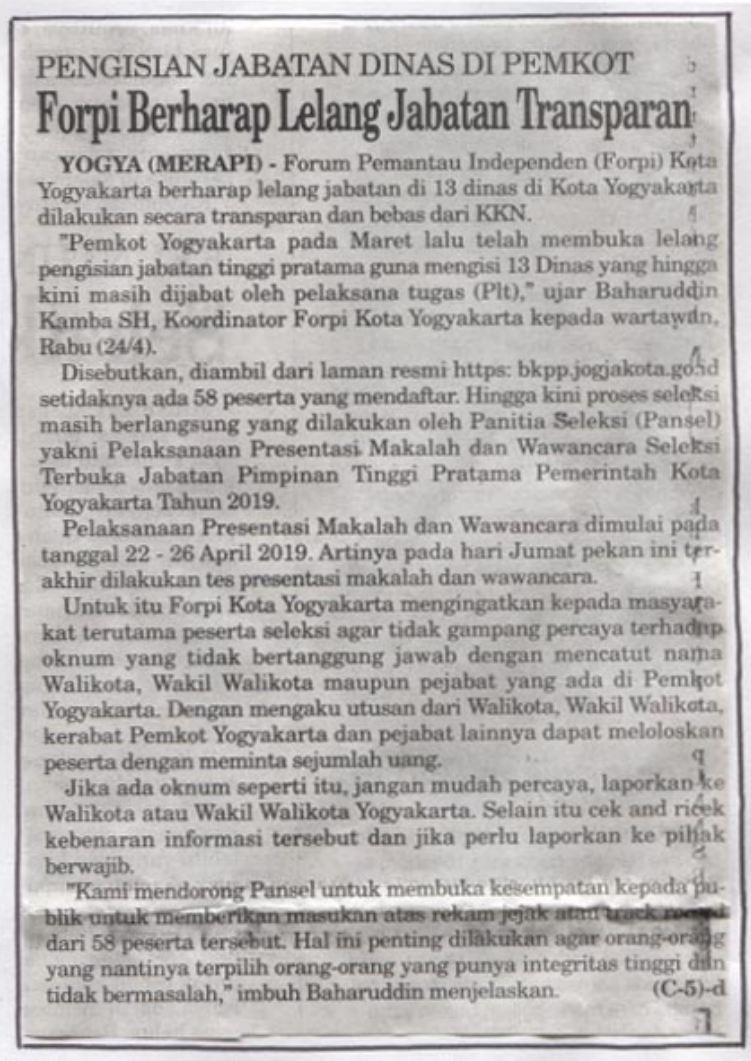 PENGISIAN JABATAN DINAS DI PEMKOT
Forpi Berharap Lelang Jabatan Transparan
YOGYA (MERAPI) - Forum Pemantau Independen (Forpi) Kota
Yogyakarta berharap lelang jabatan di 13 dinas di Kota Yogyakarta
dilakukan secara transparan dan bebas dari KKN.
"Pemkot Yogyakarta pada Maret lalu telah membuka lelang
pengisian jabatan tinggi pratama guna mengisi 13 Dinas yang hingga
kini masih dijabat oleh pelaksana tugas (Plt)," ujar Baharuddin
Kamba SH, Koordinator Forpi Kota Yogyakarta kepada wartawan,
Rabu (24/4).
Disebutkan, diambil dari laman resmi https: bkpp.jogjakota.go.id
setidaknya ada 58 peserta yang mendaftar. Hingga kini proses seleksi
masih berlangsung yang dilakukan oleh Panitia Seleksi (Pansel)
yakni Pelaksanaan Presentasi Makalah dan Wawancara Seleksi
Terbuka Jabatan Pimpinan Tinggi Pratama Pemerintah Kota
Yogyakarta Tahun 2019.
Pelaksanaan Presentasi Makalah dan Wawancara dimulai pada
tanggal 22 - 26 April 2019. Artinya pada hari Jumat pekan ini ter-
akhir dilakukan tes presentasi makalah dan wawancara.
Untuk itu Forpi Kota Yogyakarta mengingatkan kepada masyara-
kat terutama peserta seleksi agar tidak gampang percaya terhadap
oknum yang tidak bertanggung jawab dengan mencatut nama
Walikota, Wakil Walikota maupun pejabat yang ada di Pemkot
Yogyakarta. Dengan mengaku utusan dari Walikota, Wakil Walikota,
kerabat Pemkot Yogyakarta dan pejabat lainnya dapat meloloskan
peserta dengan meminta sejumlah uang.
Jika ada oknum seperti itu, jangan mudah percaya, laporkan ke
Walikota atau Wakil Walikota Yogyakarta. Selain itu cek and ricek
kebenaran informasi tersebut dan jika perlu laporkan ke pihak
berwajib.
"Kami mendorong Pansel untuk membuka kesempatan kepada pu-
blik untuk memberikan masukan atas rekam jejak atau track record
dari 58 peserta tersebut. Hal ini penting dilakukan agar orang-orang
yang nantinya terpilih orang-orang yang punya integritas tinggi dan
tidak bermasalah," imbuh Baharuddin menjelaskan. (C-5)-d